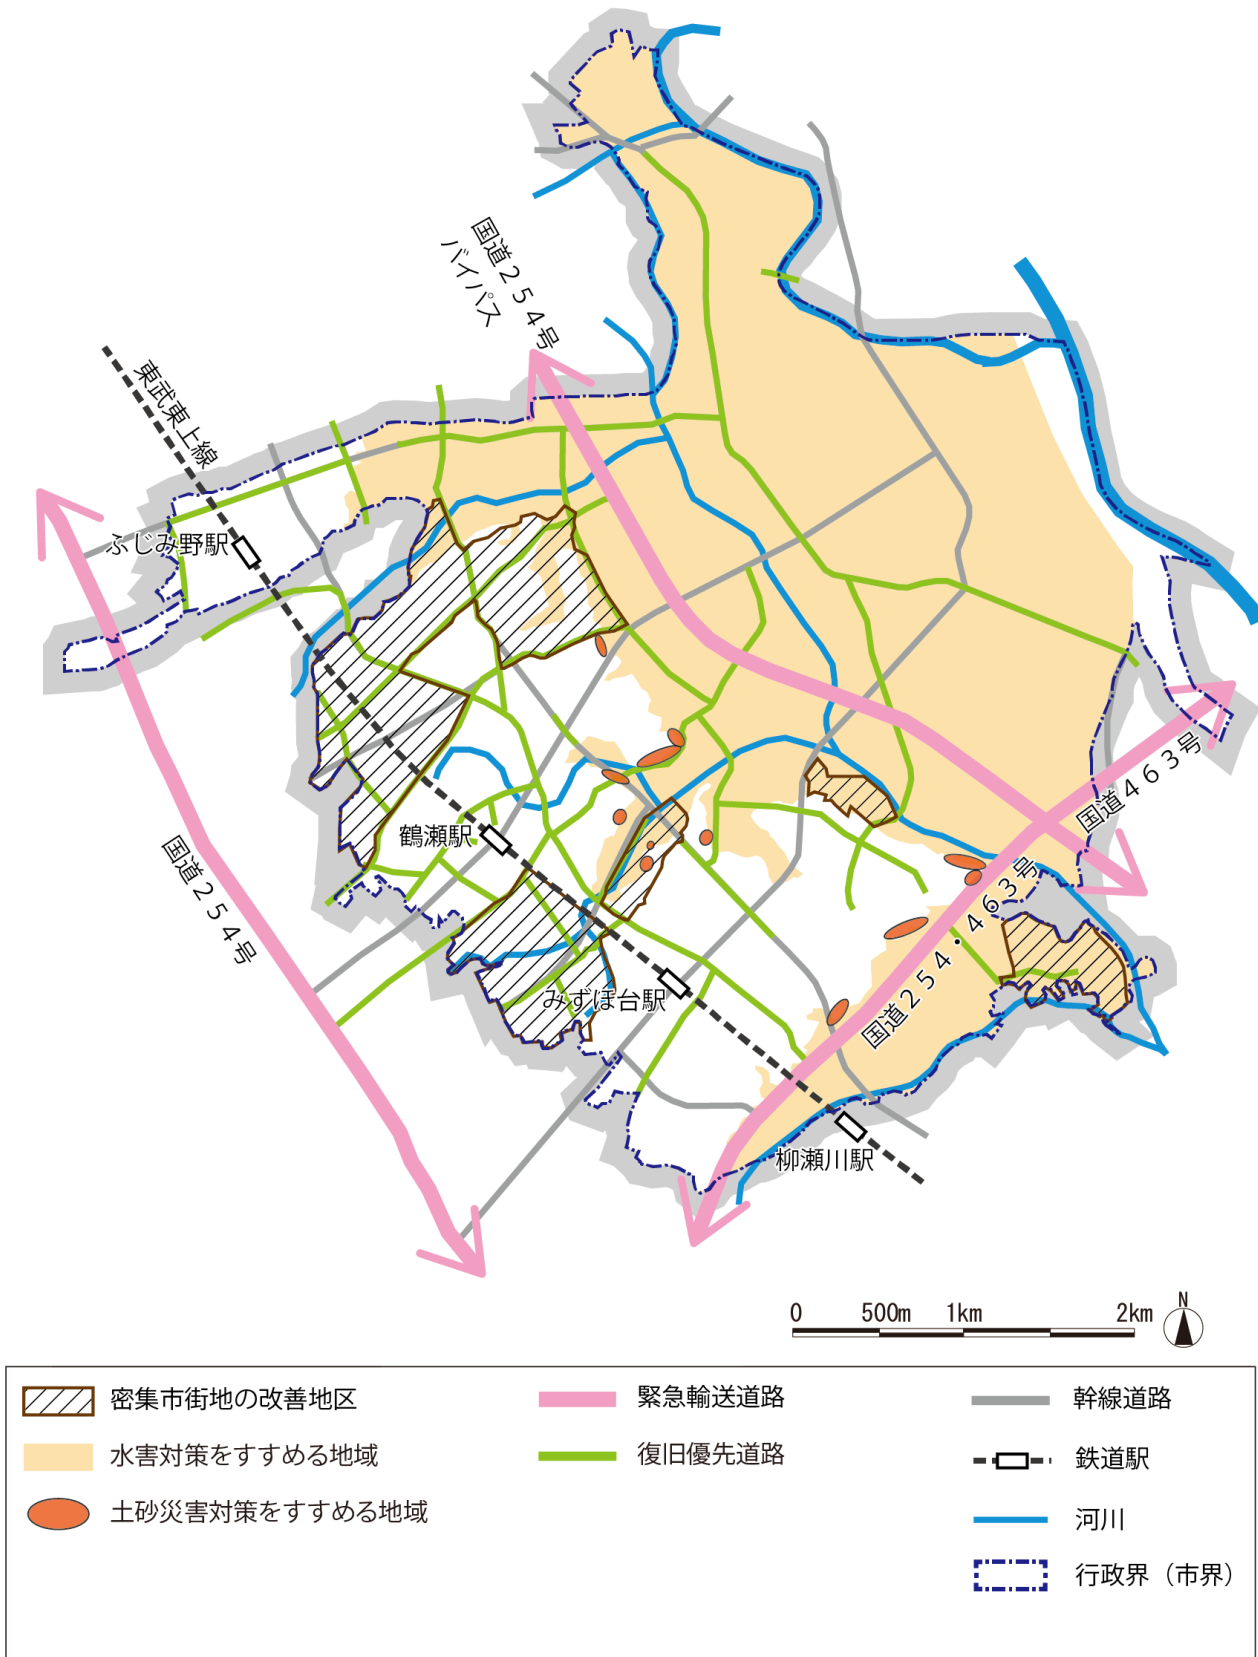 国道２５４号
バイパス
東武東上線
ふじみ野駅
国道４６３号
鶴瀬駅
国道２５４号
国道２５４・４６３号
みずほ台駅
柳瀬川駅
0 500m 1km 2km
N
密集市街地の改善地区
緊急輸送道路
幹線道路
水害対策をすすめる地域
復旧優先道路
鉄道駅
土砂災害対策をすすめる地域
河川
行政界（市界）